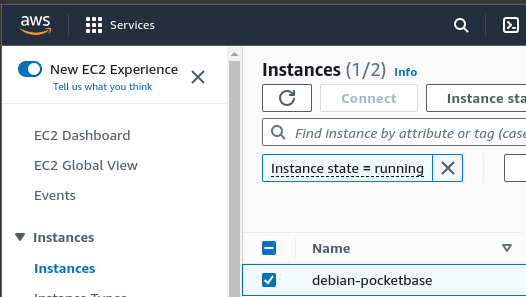 aws
Services
New EC2 Experience
Tell us what you think
EC2 Dashboard
EC2 Global View
Events
Instances
Instances
Instance Types
Instances (1/2) Info
Connect
Instance sta
Find instance by attribute or tag (case
Instance state = running
Name
debian-pocketbase